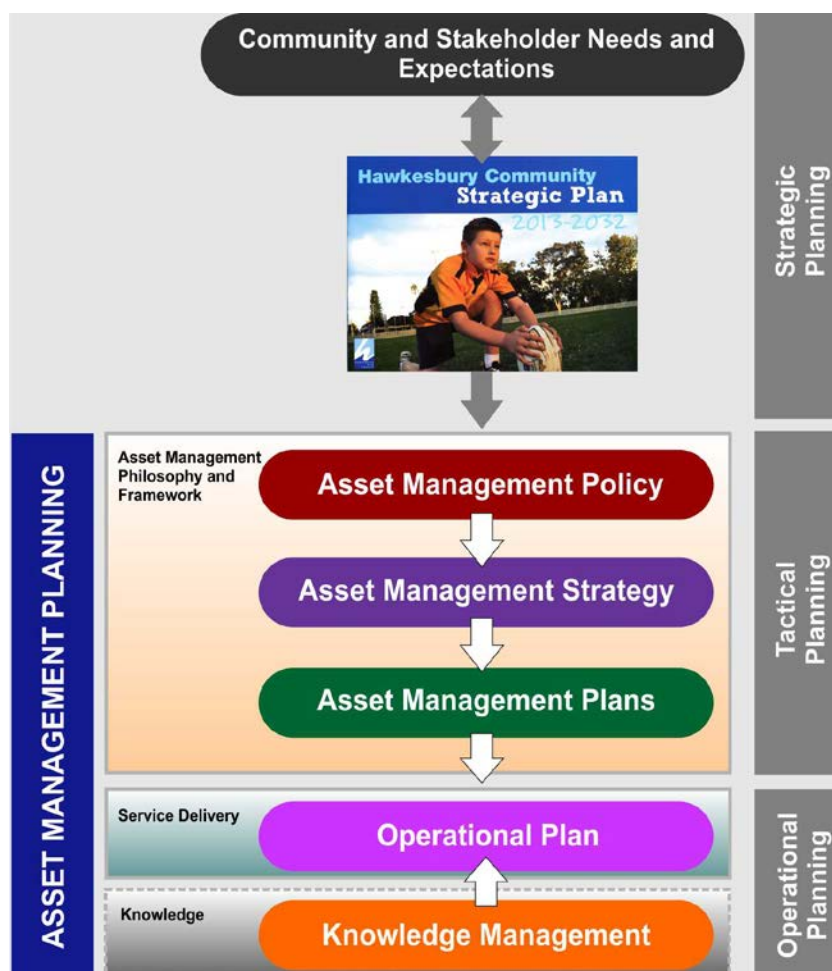 Community and Stakeholder Needs and
Expectations
Hawkesbury Community
Strategic Plan
2013-2032
Strategic
Planning
ASSET MANAGEMENT PLANNING
Asset Management
Philosophy and
Framework
Asset Management Policy
Asset Management Strategy
Asset Management Plans
Tactical
Planning
Service Delivery
Operational Plan
Knowledge
Knowledge Management
Operational
Planning